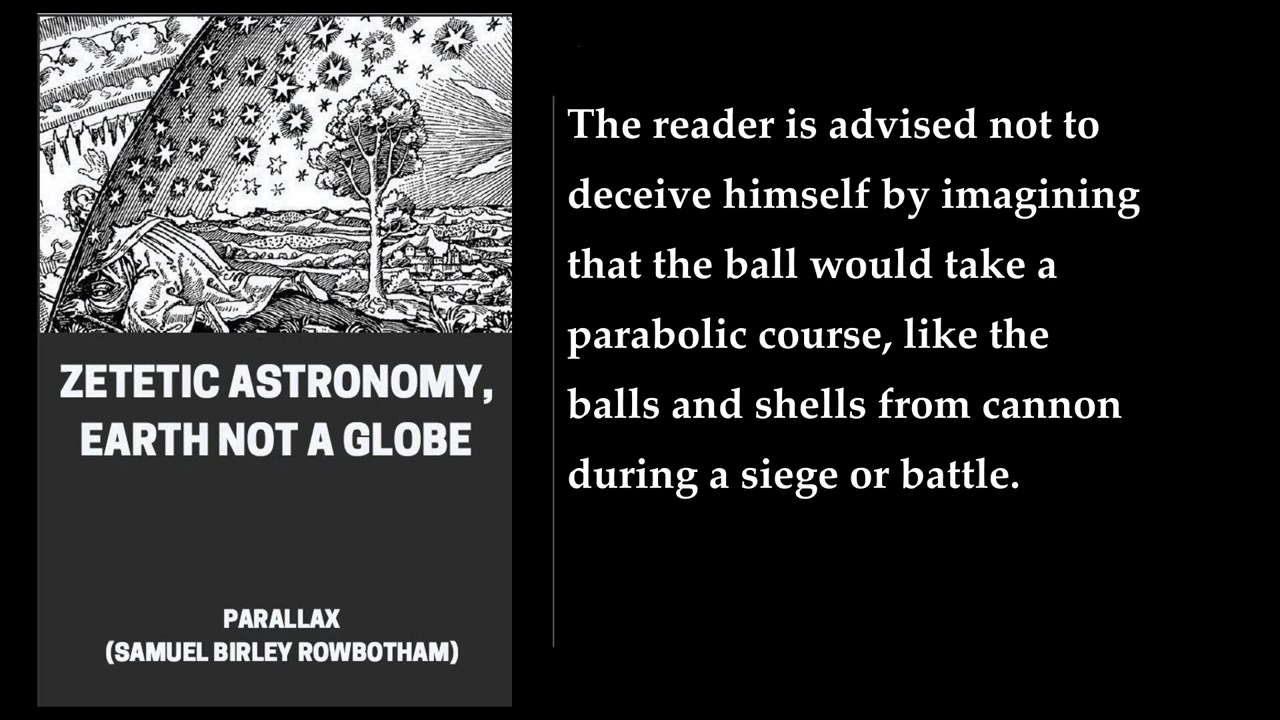 ZETETIC ASTRONOMY,
EARTH NOT A GLOBE
PARALLAX
(SAMUEL BIRLEY ROWBOTHAM)
The reader is advised not to
deceive himself by imagining
that the ball would take a
parabolic course, like the
balls and shells from cannon
during a siege or battle.